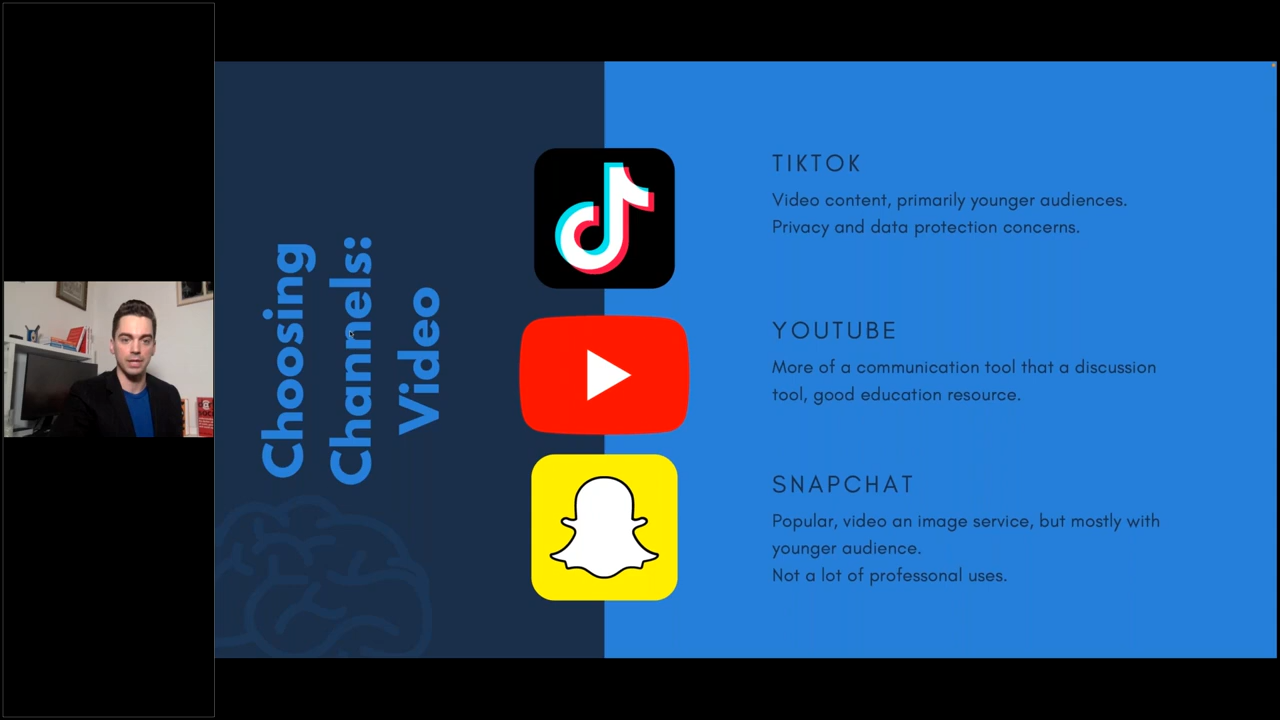 Choosing
Channels:
Video
TIKTOK
Video content, primarily younger audiences.
Privacy and data protection concerns.
YOUTUBE
More of a communication tool that a discussion
tool, good education resource.
SNAPCHAT
Popular, video an image service, but mostly with
younger audience.
Not a lot of professonal uses.